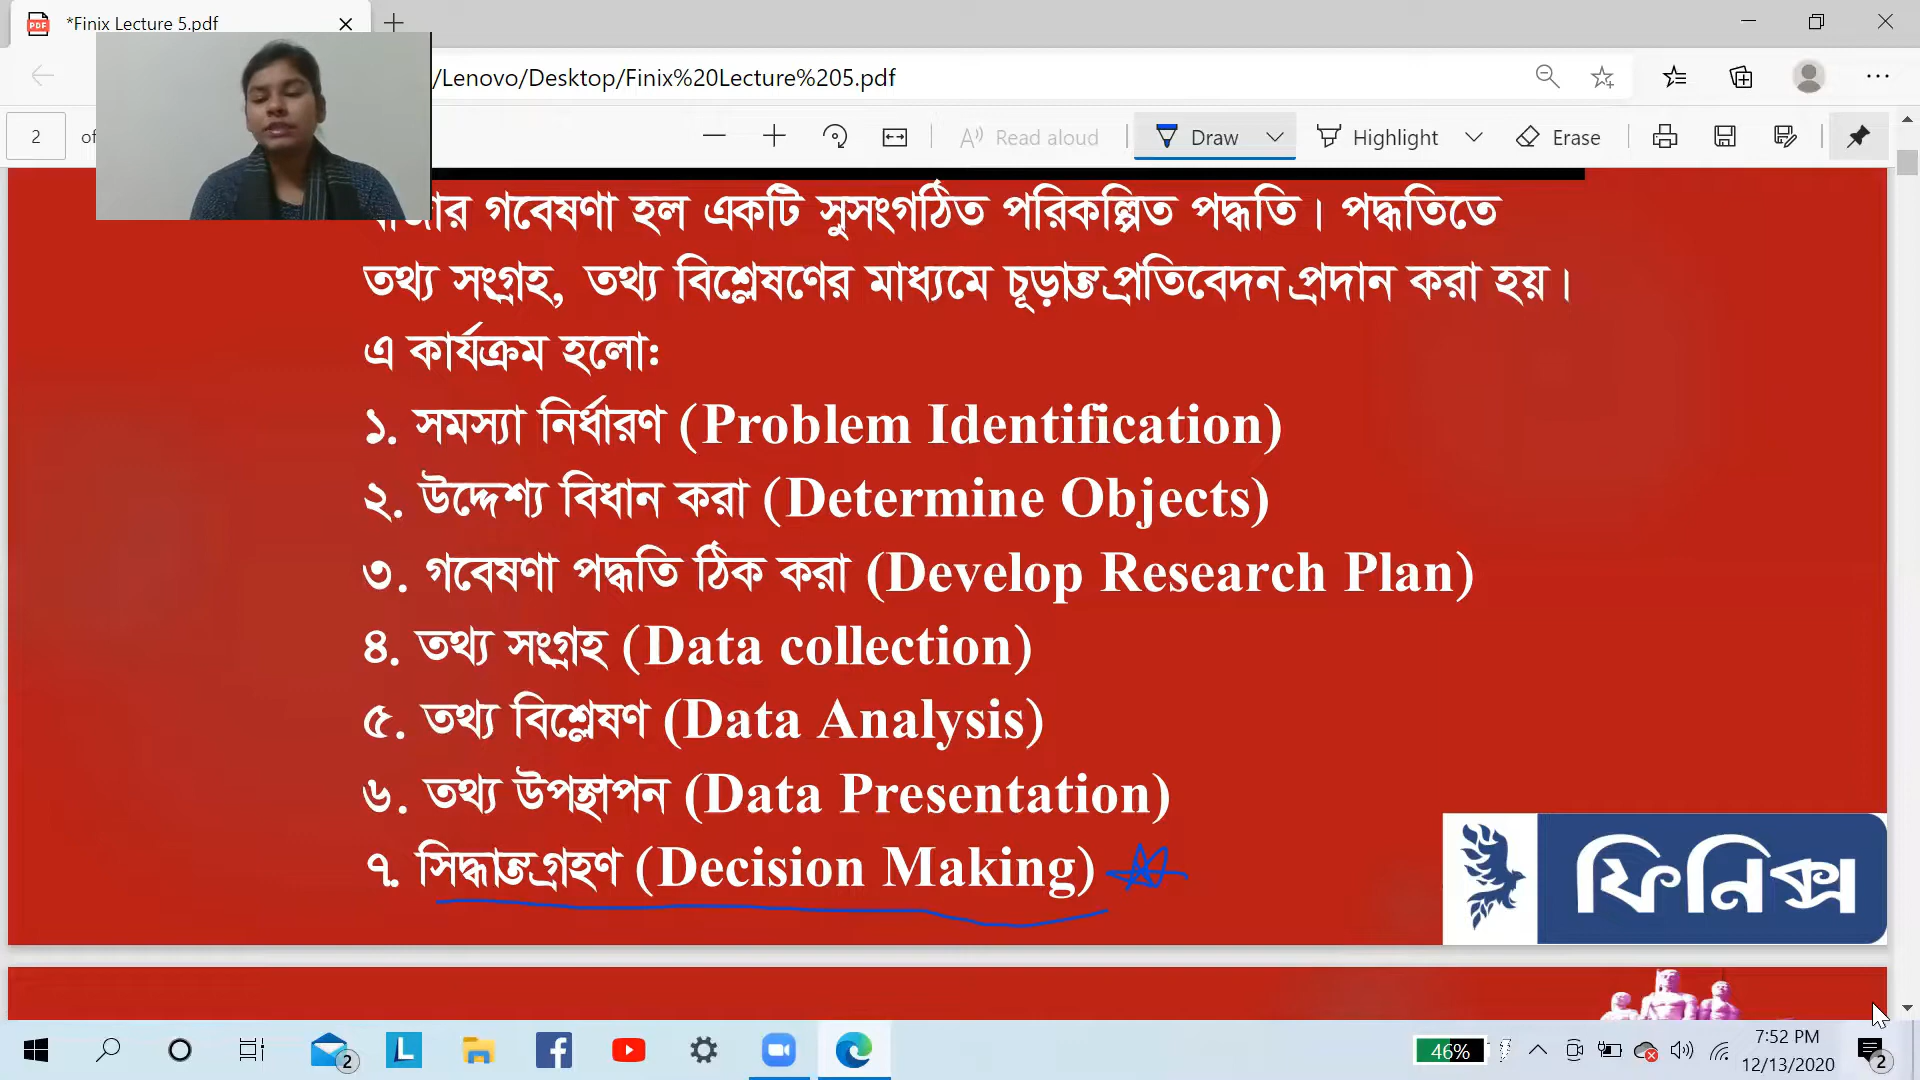 *Finix Lecture 5.pdf
/Lenovo/Desktop/Finix%20Lecture%205.pdf
2 of
Read aloud
Draw
Highlight
Erase
গবেষণা হল একটি সুসংগঠিত পরিকল্পিত পদ্ধতি। পদ্ধতিতে
তথ্য সংগ্রহ, তথ্য বিশ্লেষণের মাধ্যমে চূড়ান্ত প্রতিবেদন প্রদান করা হয়।
এ কার্যক্রম হলো:
১. সমস্যা নির্ধারণ (Problem Identification)
২. উদ্দেশ্য বিধান করা (Determine Objects)
৩. গবেষণা পদ্ধতি ঠিক করা (Develop Research Plan)
৪. তথ্য সংগ্রহ (Data collection)
৫. তথ্য বিশ্লেষণ (Data Analysis)
৬. তথ্য উপস্থাপন (Data Presentation)
৭. সিদ্ধান্ত গ্রহণ (Decision Making)
ফিনিক্স
2
46%
7:52 PM
12/13/2020
2